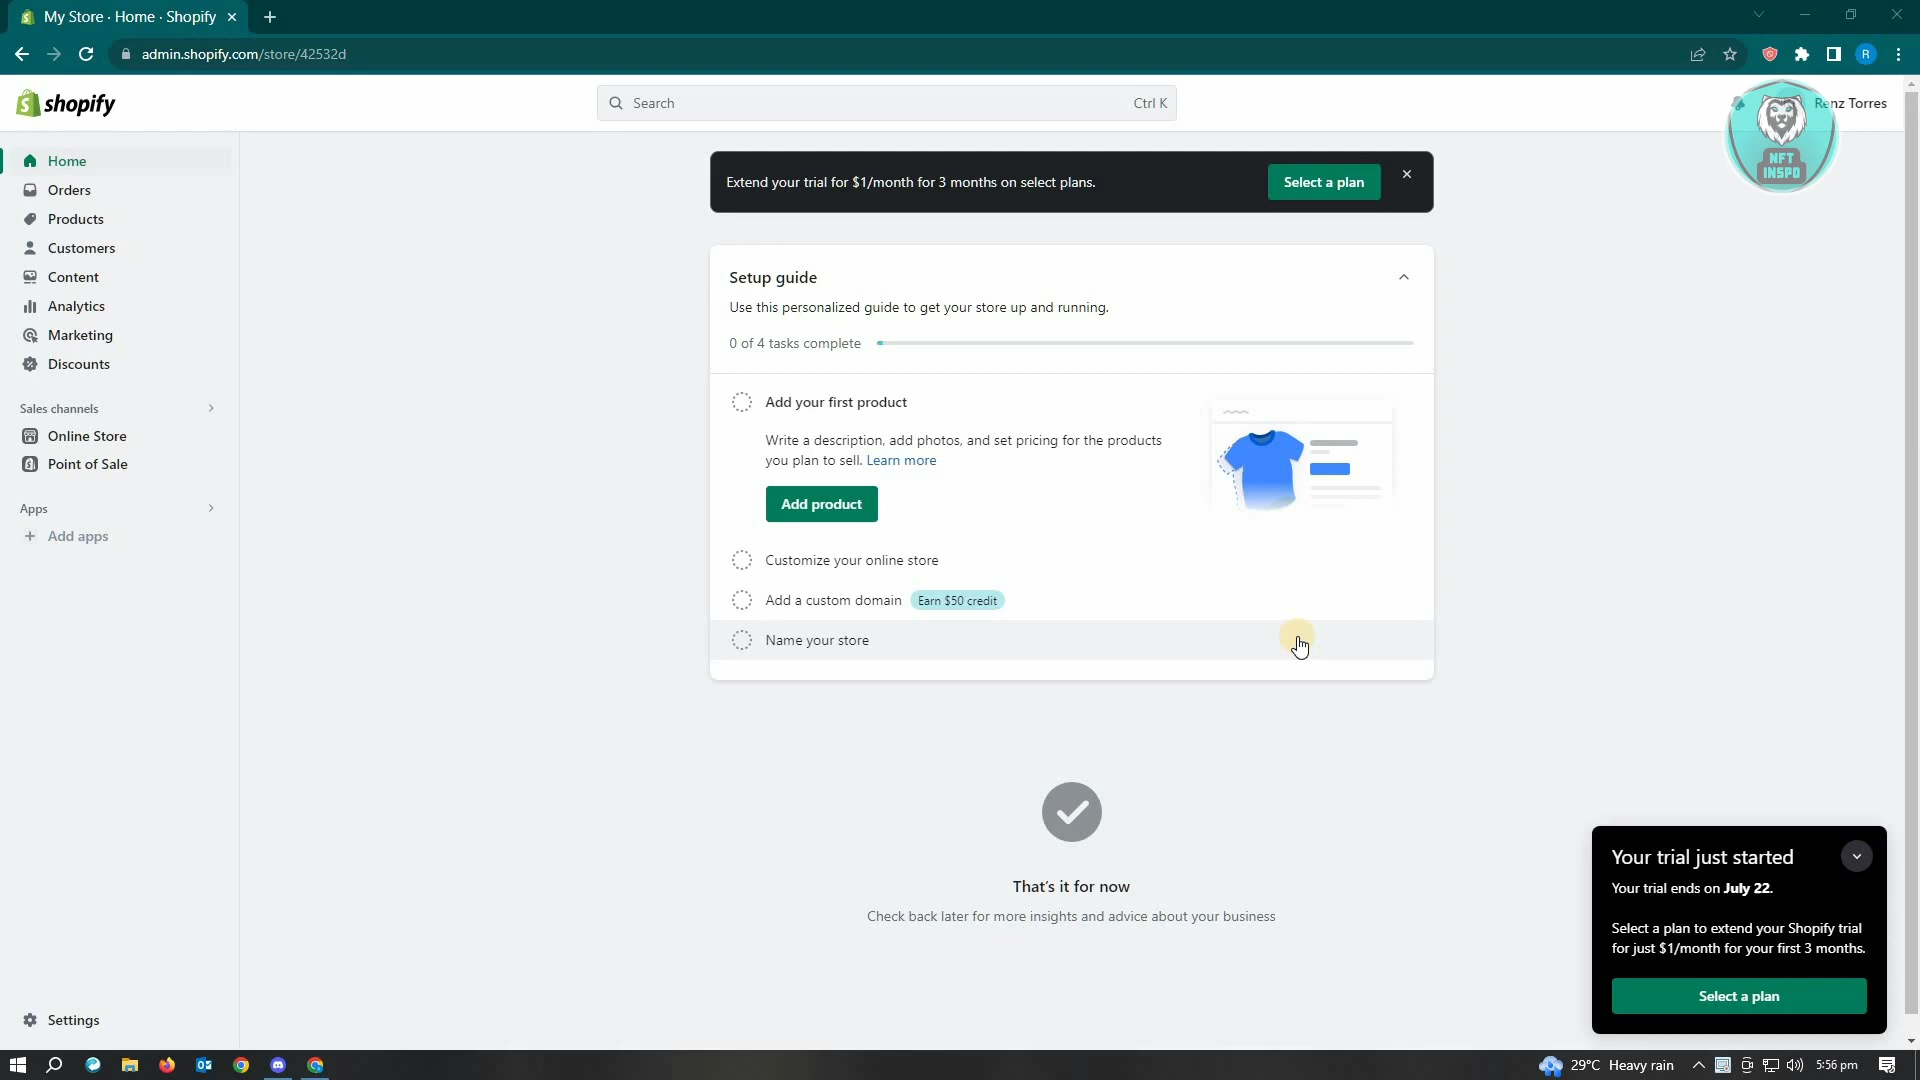 My Store · Home · Shopify
admin.shopify.com/store/42532d
R
shopify
Search
Ctrl K
Renz Torres
NFT
INSPO
Home
Orders
Products
Customers
Content
Analytics
Marketing
Discounts
Sales channels
Online Store
Point of Sale
Apps
Add apps
Settings
Extend your trial for $1/month for 3 months on select plans.
Select a plan
Setup guide
Use this personalized guide to get your store up and running.
0 of 4 tasks complete
Add your first product
Write a description, add photos, and set pricing for the products
you plan to sell. Learn more
Add product
Customize your online store
Add a custom domain
Earn $50 credit
Name your store
That's it for now
Check back later for more insights and advice about your business
Your trial just started
Your trial ends on July 22.
Select a plan to extend your Shopify trial
for just $1/month for your first 3 months.
Select a plan
29°C Heavy rain
5:56 pm